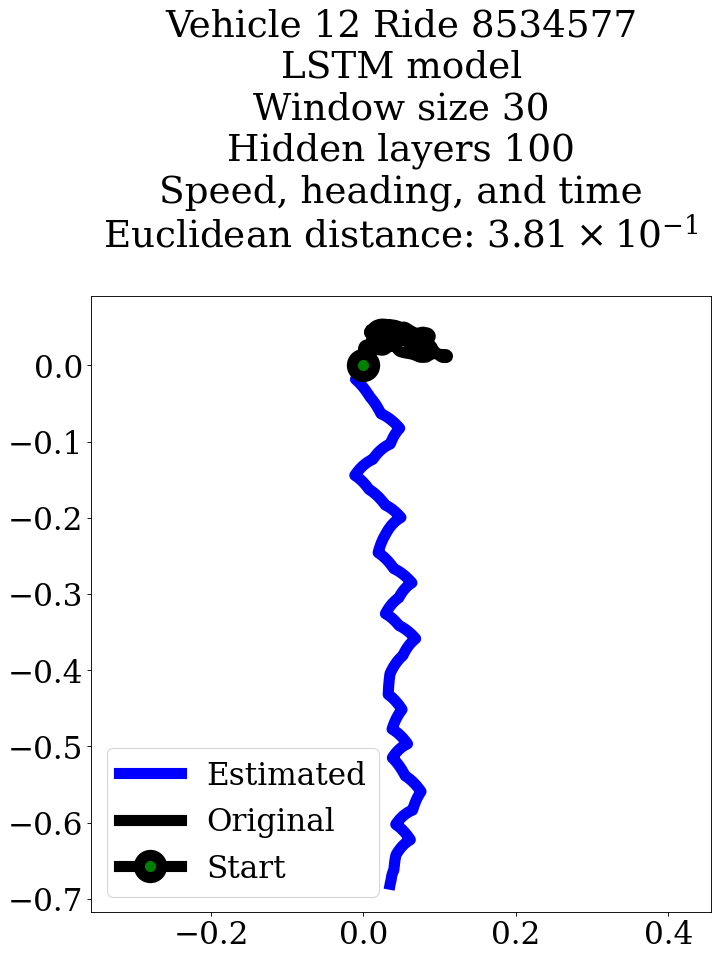 Vehicle 12 Ride 8534577
LSTM model
Window size 30
Hidden layers 100
Speed, heading, and time
Euclidean distance: 3.81 × 10⁻¹
0.0
−0.1
−0.2
−0.3
−0.4
−0.5
−0.6
−0.7
Estimated
Original
Start
−0.2 0.0 0.2 0.4